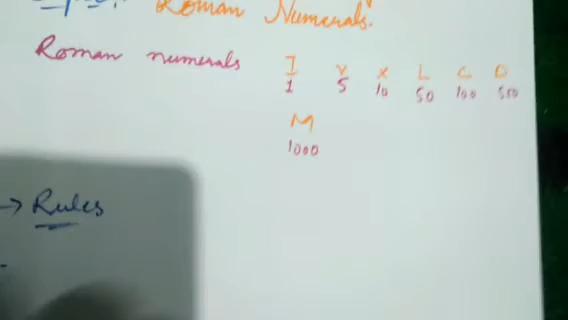 Roman Numerals.
Roman numerals I V X L C D
1 5 10 50 100 500
M
1000
→ Rules